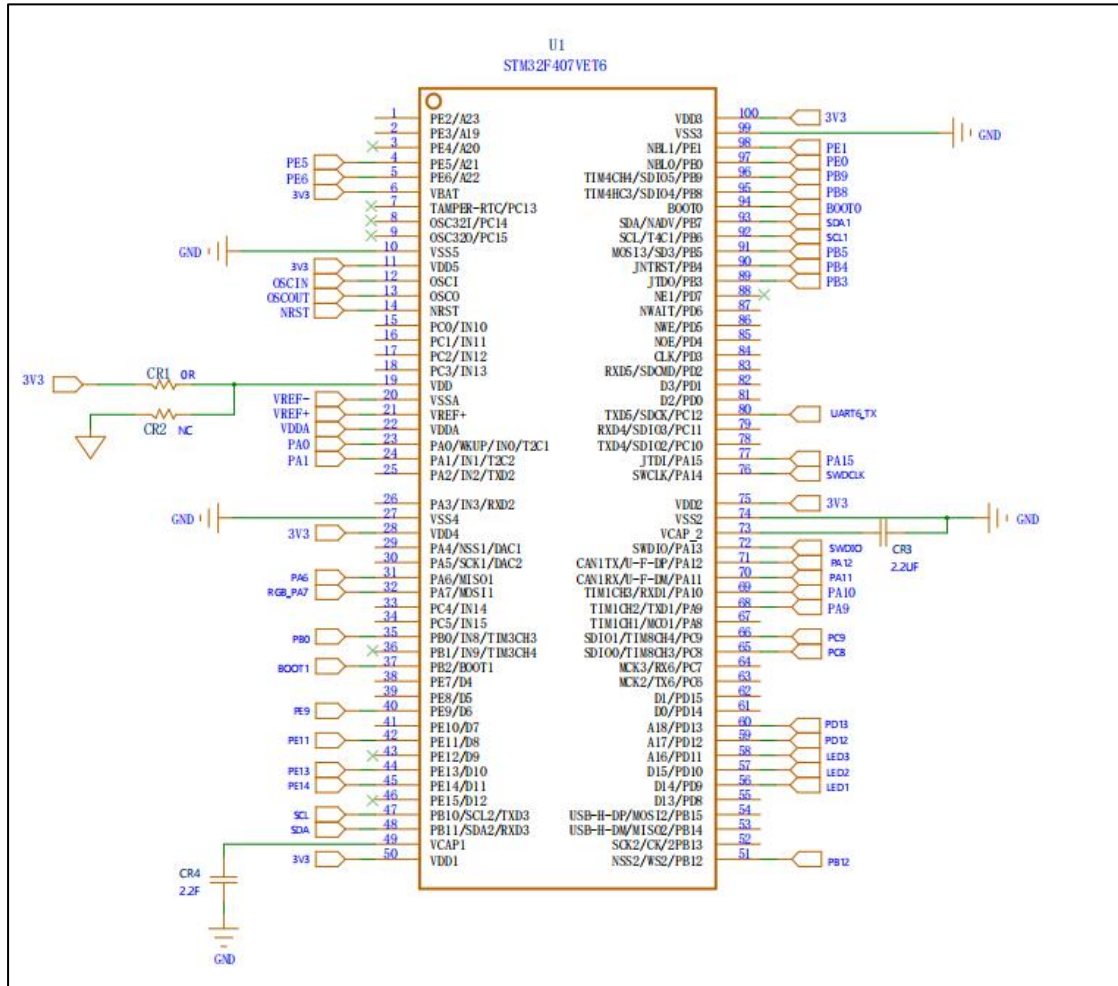 U1
STM32F407VET6
1 PE2/A23 VDD3 100 3V3
2 PE3/A19 VSS3 99 GND
3 PE4/A20 NBL1/PE1 98 PE1
PE5 4 PE5/A21 NBL0/PE0 97 PE0
PE6 5 PE6/A22 TIM4CH4/SDIO5/PB9 96 PB9
3V3 6 VBAT TIM4HC3/SDIO4/PB8 95 PB8
7 TAMPER-RTC/PC13 BOOT0 94 BOOT0
8 OSC32I/PC14 SDA/NADV/PB7 93 SDA1
9 OSC32O/PC15 SCL/T4C1/PB6 92 SCL1
GND 10 VSS5 MOSI3/SD3/PB5 91 PB5
3V3 11 VDD5 JNTRST/PB4 90 PB4
OSCIN 12 OSCI JTDO/PB3 89 PB3
OSCOUT 13 OSCO NE1/PD7 88
NRST 14 NRST NWAIT/PD6 87
15 PC0/IN10 NWE/PD5 86
16 PC1/IN11 NOE/PD4 85
17 PC2/IN12 CLK/PD3 84
18 PC3/IN13 RXD5/SDCMD/PD2 83
3V3 CR1 0R 19 VDD D3/PD1 82
VREF- 20 VSSA D2/PD0 81
CR2 NC VREF+ 21 VREF+ TXD5/SDCK/PC12 80 UART6_TX
VDDA 22 VDDA RXD4/SDIO3/PC11 79
PA0 23 PA0/WKUP/IN0/T2C1 TXD4/SDIO2/PC10 78
PA1 24 PA1/IN1/T2C2 JTDI/PA15 77 PA15
25 PA2/IN2/TXD2 SWCLK/PA14 76 SWDCLK
26 PA3/IN3/RXD2 VDD2 75 3V3
GND 27 VSS4 VSS2 74 GND
3V3 28 VDD4 VCAP_2 73 CR3 2.2UF
29 PA4/NSS1/DAC1 SWDIO/PA13 72 SWDIO
30 PA5/SCK1/DAC2 CAN1TX/U-F-DP/PA12 71 PA12
PA6 31 PA6/MISO1 CAN1RX/U-F-DM/PA11 70 PA11
RGB_PA7 32 PA7/MOSI1 TIM1CH3/RXD1/PA10 69 PA10
33 PC4/IN14 TIM1CH2/TXD1/PA9 68 PA9
34 PC5/IN15 TIM1CH1/MCO1/PA8 67
PB0 35 PB0/IN8/TIM3CH3 SDIO1/TIM8CH4/PC9 66 PC9
36 PB1/IN9/TIM3CH4 SDIO0/TIM8CH3/PC8 65 PC8
BOOT1 37 PB2/BOOT1 MCK3/RX6/PC7 64
38 PE7/D4 MCK2/TX6/PC6 63
39 PE8/D5 D1/PD15 62
PE9 40 PE9/D6 D0/PD14 61
41 PE10/D7 A18/PD13 60 PD13
PE11 42 PE11/D8 A17/PD12 59 PD12
43 PE12/D9 A16/PD11 58 LED3
PE13 44 PE13/D10 D15/PD10 57 LED2
PE14 45 PE14/D11 D14/PD9 56 LED1
46 PE15/D12 D13/PD8 55
SCL 47 PB10/SCL2/TXD3 USB-H-DP/MOSI2/PB15 54
SDA 48 PB11/SDA2/RXD3 USB-H-DM/MISO2/PB14 53
49 VCAP1 SCK2/CK/2PB13 52
3V3 50 VDD1 NSS2/WS2/PB12 51 PB12
CR4
2.2F
GND